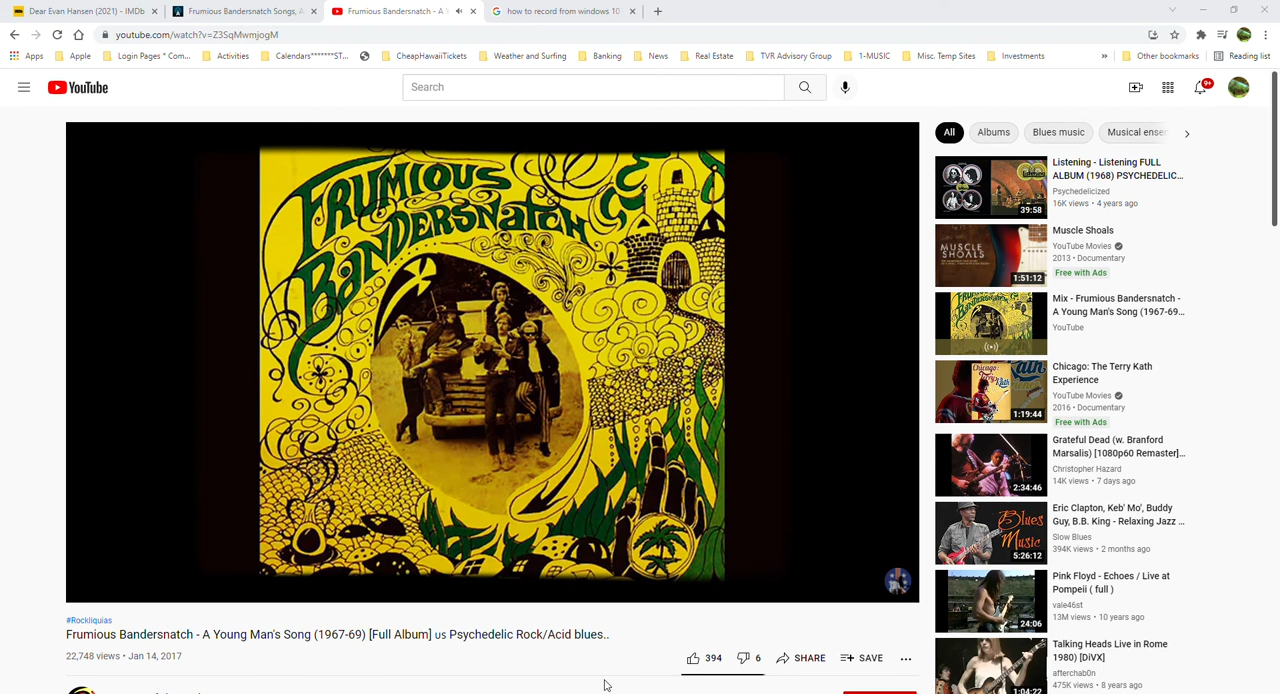 Dear Evan Hansen (2021) - IMDb
Frumious Bandersnatch Songs, A
Frumious Bandersnatch - A
how to record from windows 10
youtube.com/watch?v=Z3SqMwmjogM
Apps Apple Login Pages * Com... Activities Calendars*******ST... CheapHawaiiTickets Weather and Surfing Banking News Real Estate TVR Advisory Group 1-MUSIC Misc. Temp Sites Investments » Other bookmarks Reading list
YouTube
Search
9+
FRUMIOUS
BANDERSNATCH
All Albums Blues music Musical ense
Listening - Listening FULL
ALBUM (1968) PSYCHEDELIC...
Psychedelicized
16K views • 4 years ago
39:58
Muscle Shoals
YouTube Movies
2013 • Documentary
Free with Ads
MUSCLE
SHOALS
1:51:12
Mix - Frumious Bandersnatch -
A Young Man's Song (1967-69...
YouTube
Chicago: The Terry Kath
Experience
YouTube Movies
2016 • Documentary
Free with Ads
1:19:44
Grateful Dead (w. Branford
Marsalis) [1080p60 Remaster]...
Christopher Hazard
14K views • 7 days ago
2:34:46
Eric Clapton, Keb' Mo', Buddy
Guy, B.B. King - Relaxing Jazz ...
Slow Blues
394K views • 2 months ago
Blues
MUSIC
5:26:12
Pink Floyd - Echoes / Live at
Pompeii ( full )
vale46st
13M views • 10 years ago
24:06
Talking Heads Live in Rome
1980) [DiVX]
afterchab0n
475K views • 8 years ago
1:04:22
#Rockliquias
Frumious Bandersnatch - A Young Man's Song (1967-69) [Full Album] us Psychedelic Rock/Acid blues..
22,748 views • Jan 14, 2017
394 6 SHARE SAVE